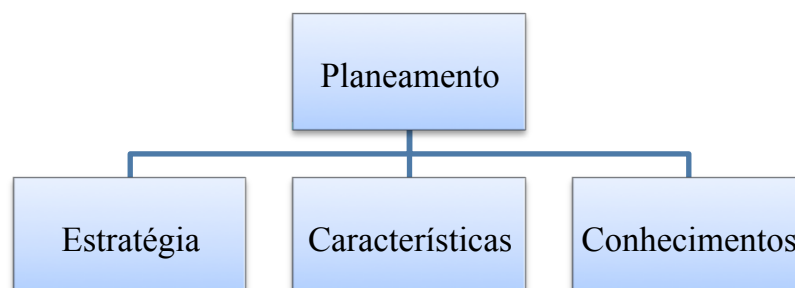 Planeamento
Estratégia
Características
Conhecimentos